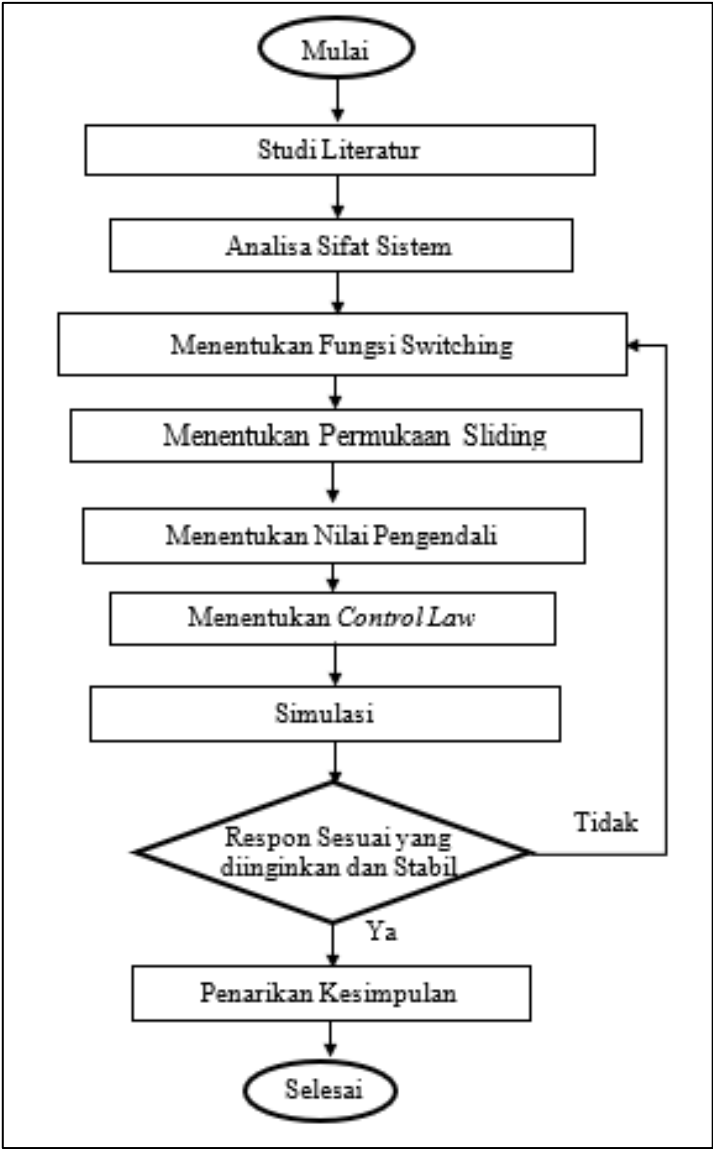 Mulai
Studi Literatur
Analisa Sifat Sistem
Menentukan Fungsi Switching
Menentukan Permukaan Sliding
Menentukan Nilai Pengendali
Menentukan Control Law
Simulasi
Respon Sesuai yang
diinginkan dan Stabil
Tidak
Ya
Penarikan Kesimpulan
Selesai